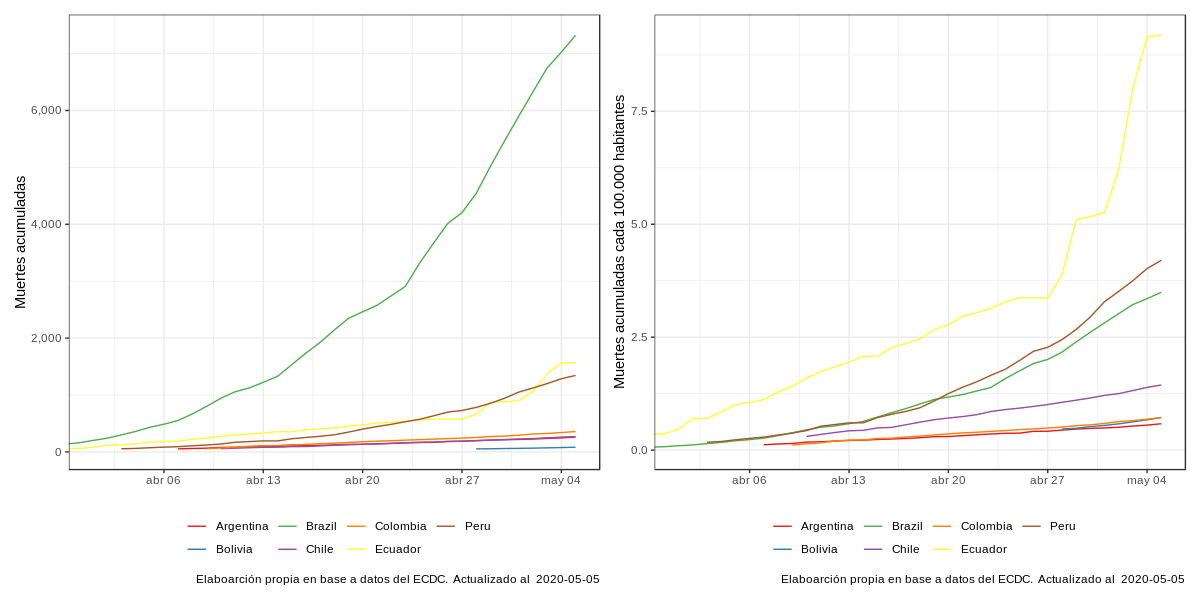 Muertes acumuladas
6,000
4,000
2,000
0
abr 06 abr 13 abr 20 abr 27 may 04
Argentina Brazil Colombia Peru
Bolivia Chile Ecuador
Elaboarción propia en base a datos del ECDC. Actualizado al 2020-05-05
Muertes acumuladas cada 100.000 habitantes
7.5
5.0
2.5
0.0
abr 06 abr 13 abr 20 abr 27 may 04
Argentina Brazil Colombia Peru
Bolivia Chile Ecuador
Elaboarción propia en base a datos del ECDC. Actualizado al 2020-05-05